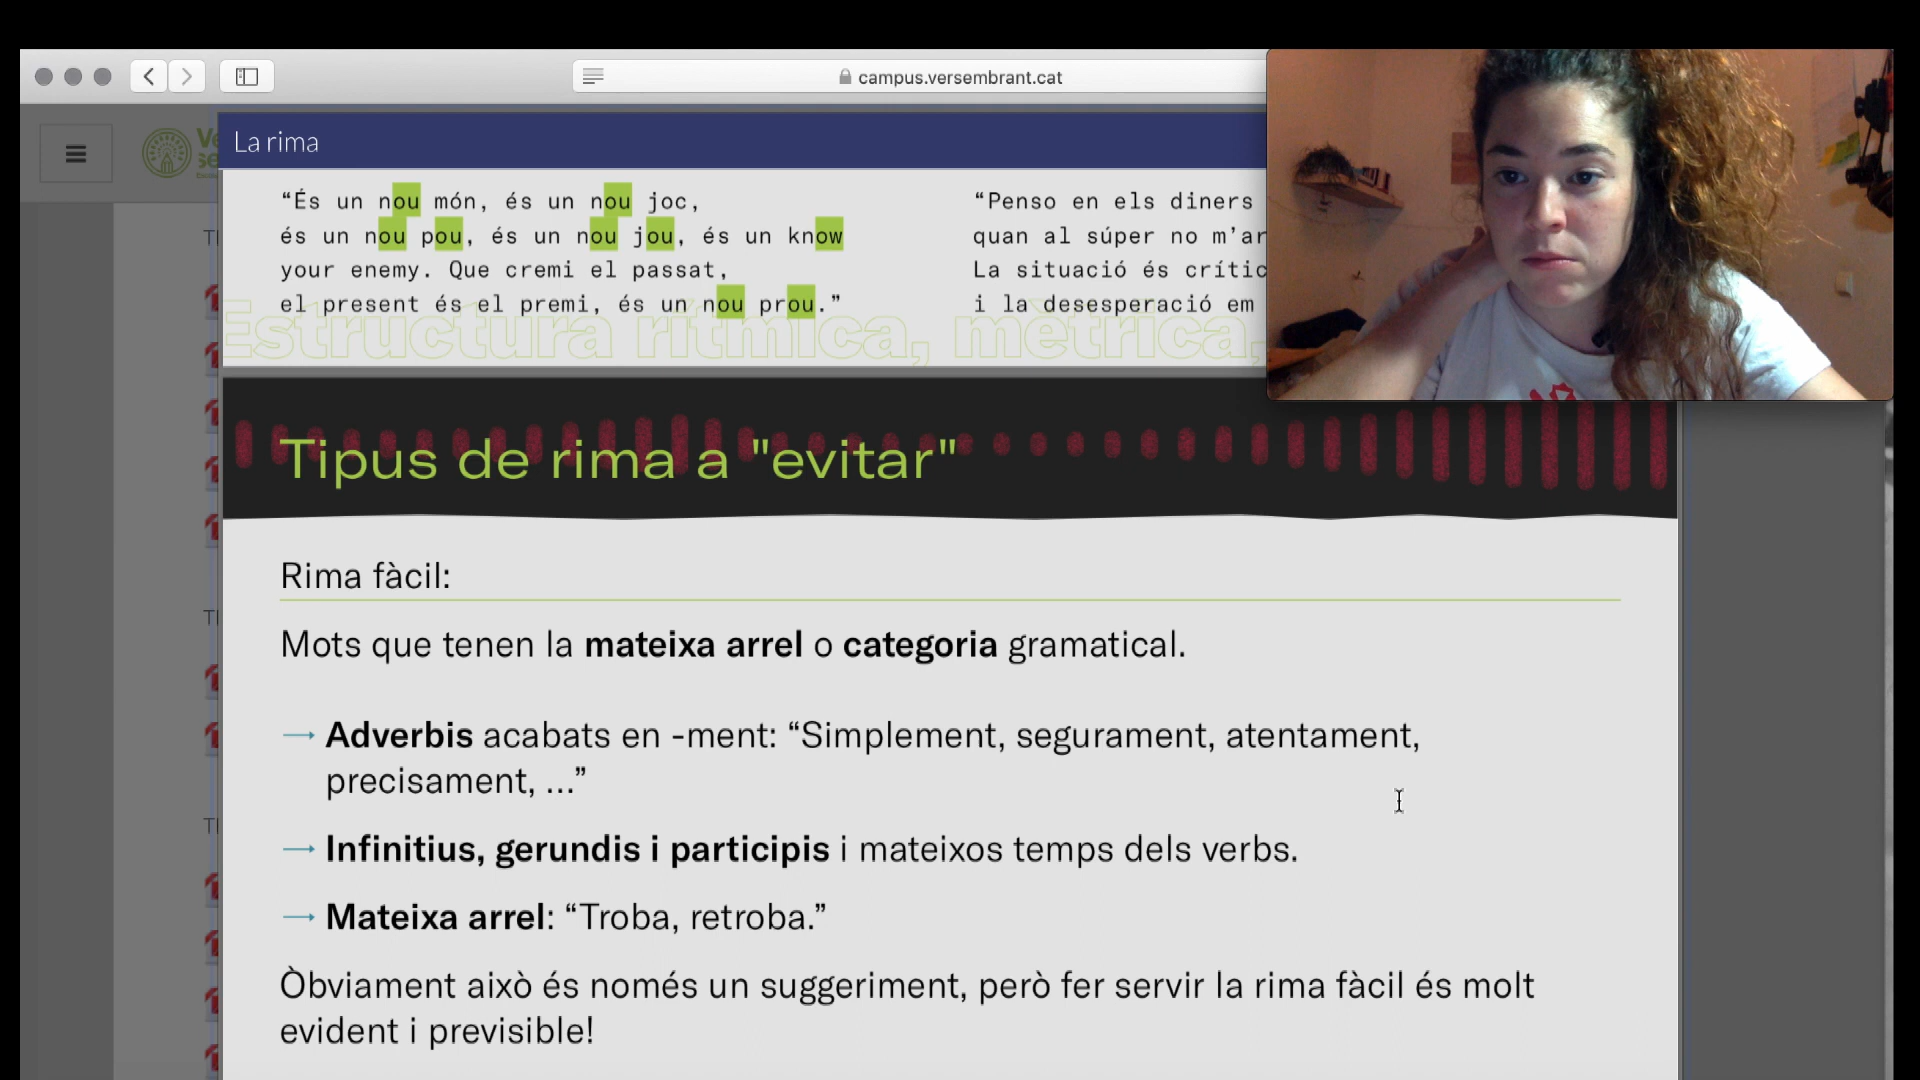 campus.versembrant.cat
La rima
“És un nou món, és un nou joc,
és un nou pou, és un nou jou, és un know
your enemy. Que cremi el passat,
el present és el premi, és un nou prou.”
“Penso en els diners
quan al súper no m’ar
La situació és crític
i la desesperació em
Estructura rítmica, mètrica,
Tipus de rima a "evitar"
Rima fàcil:
Mots que tenen la mateixa arrel o categoria gramatical.
→ Adverbis acabats en -ment: “Simplement, segurament, atentament,
precisament, ...”
→ Infinitius, gerundis i participis i mateixos temps dels verbs.
→ Mateixa arrel: “Troba, retroba.”
Òbviament això és només un suggeriment, però fer servir la rima fàcil és molt
evident i previsible!